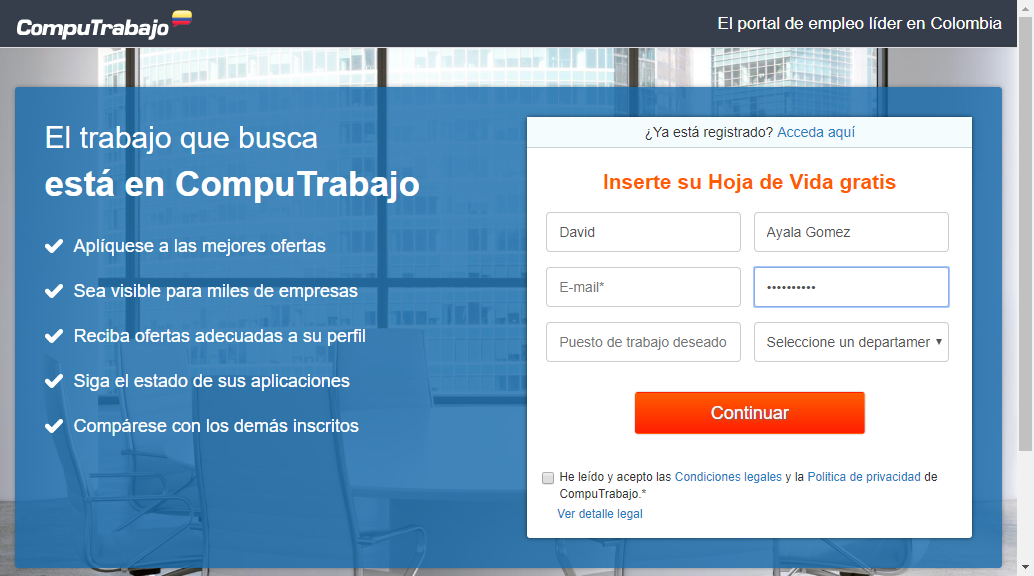 CompuTrabajo
El portal de empleo líder en Colombia
El trabajo que busca
está en CompuTrabajo
Aplíquese a las mejores ofertas
Sea visible para miles de empresas
Reciba ofertas adecuadas a su perfil
Siga el estado de sus aplicaciones
Compárese con los demás inscritos
¿Ya está registrado? Acceda aquí
Inserte su Hoja de Vida gratis
David
Ayala Gomez
E-mail*
••••••••••
Puesto de trabajo deseado
Seleccione un departamer
Continuar
He leído y acepto las Condiciones legales y la Politica de privacidad de
CompuTrabajo.*
Ver detalle legal